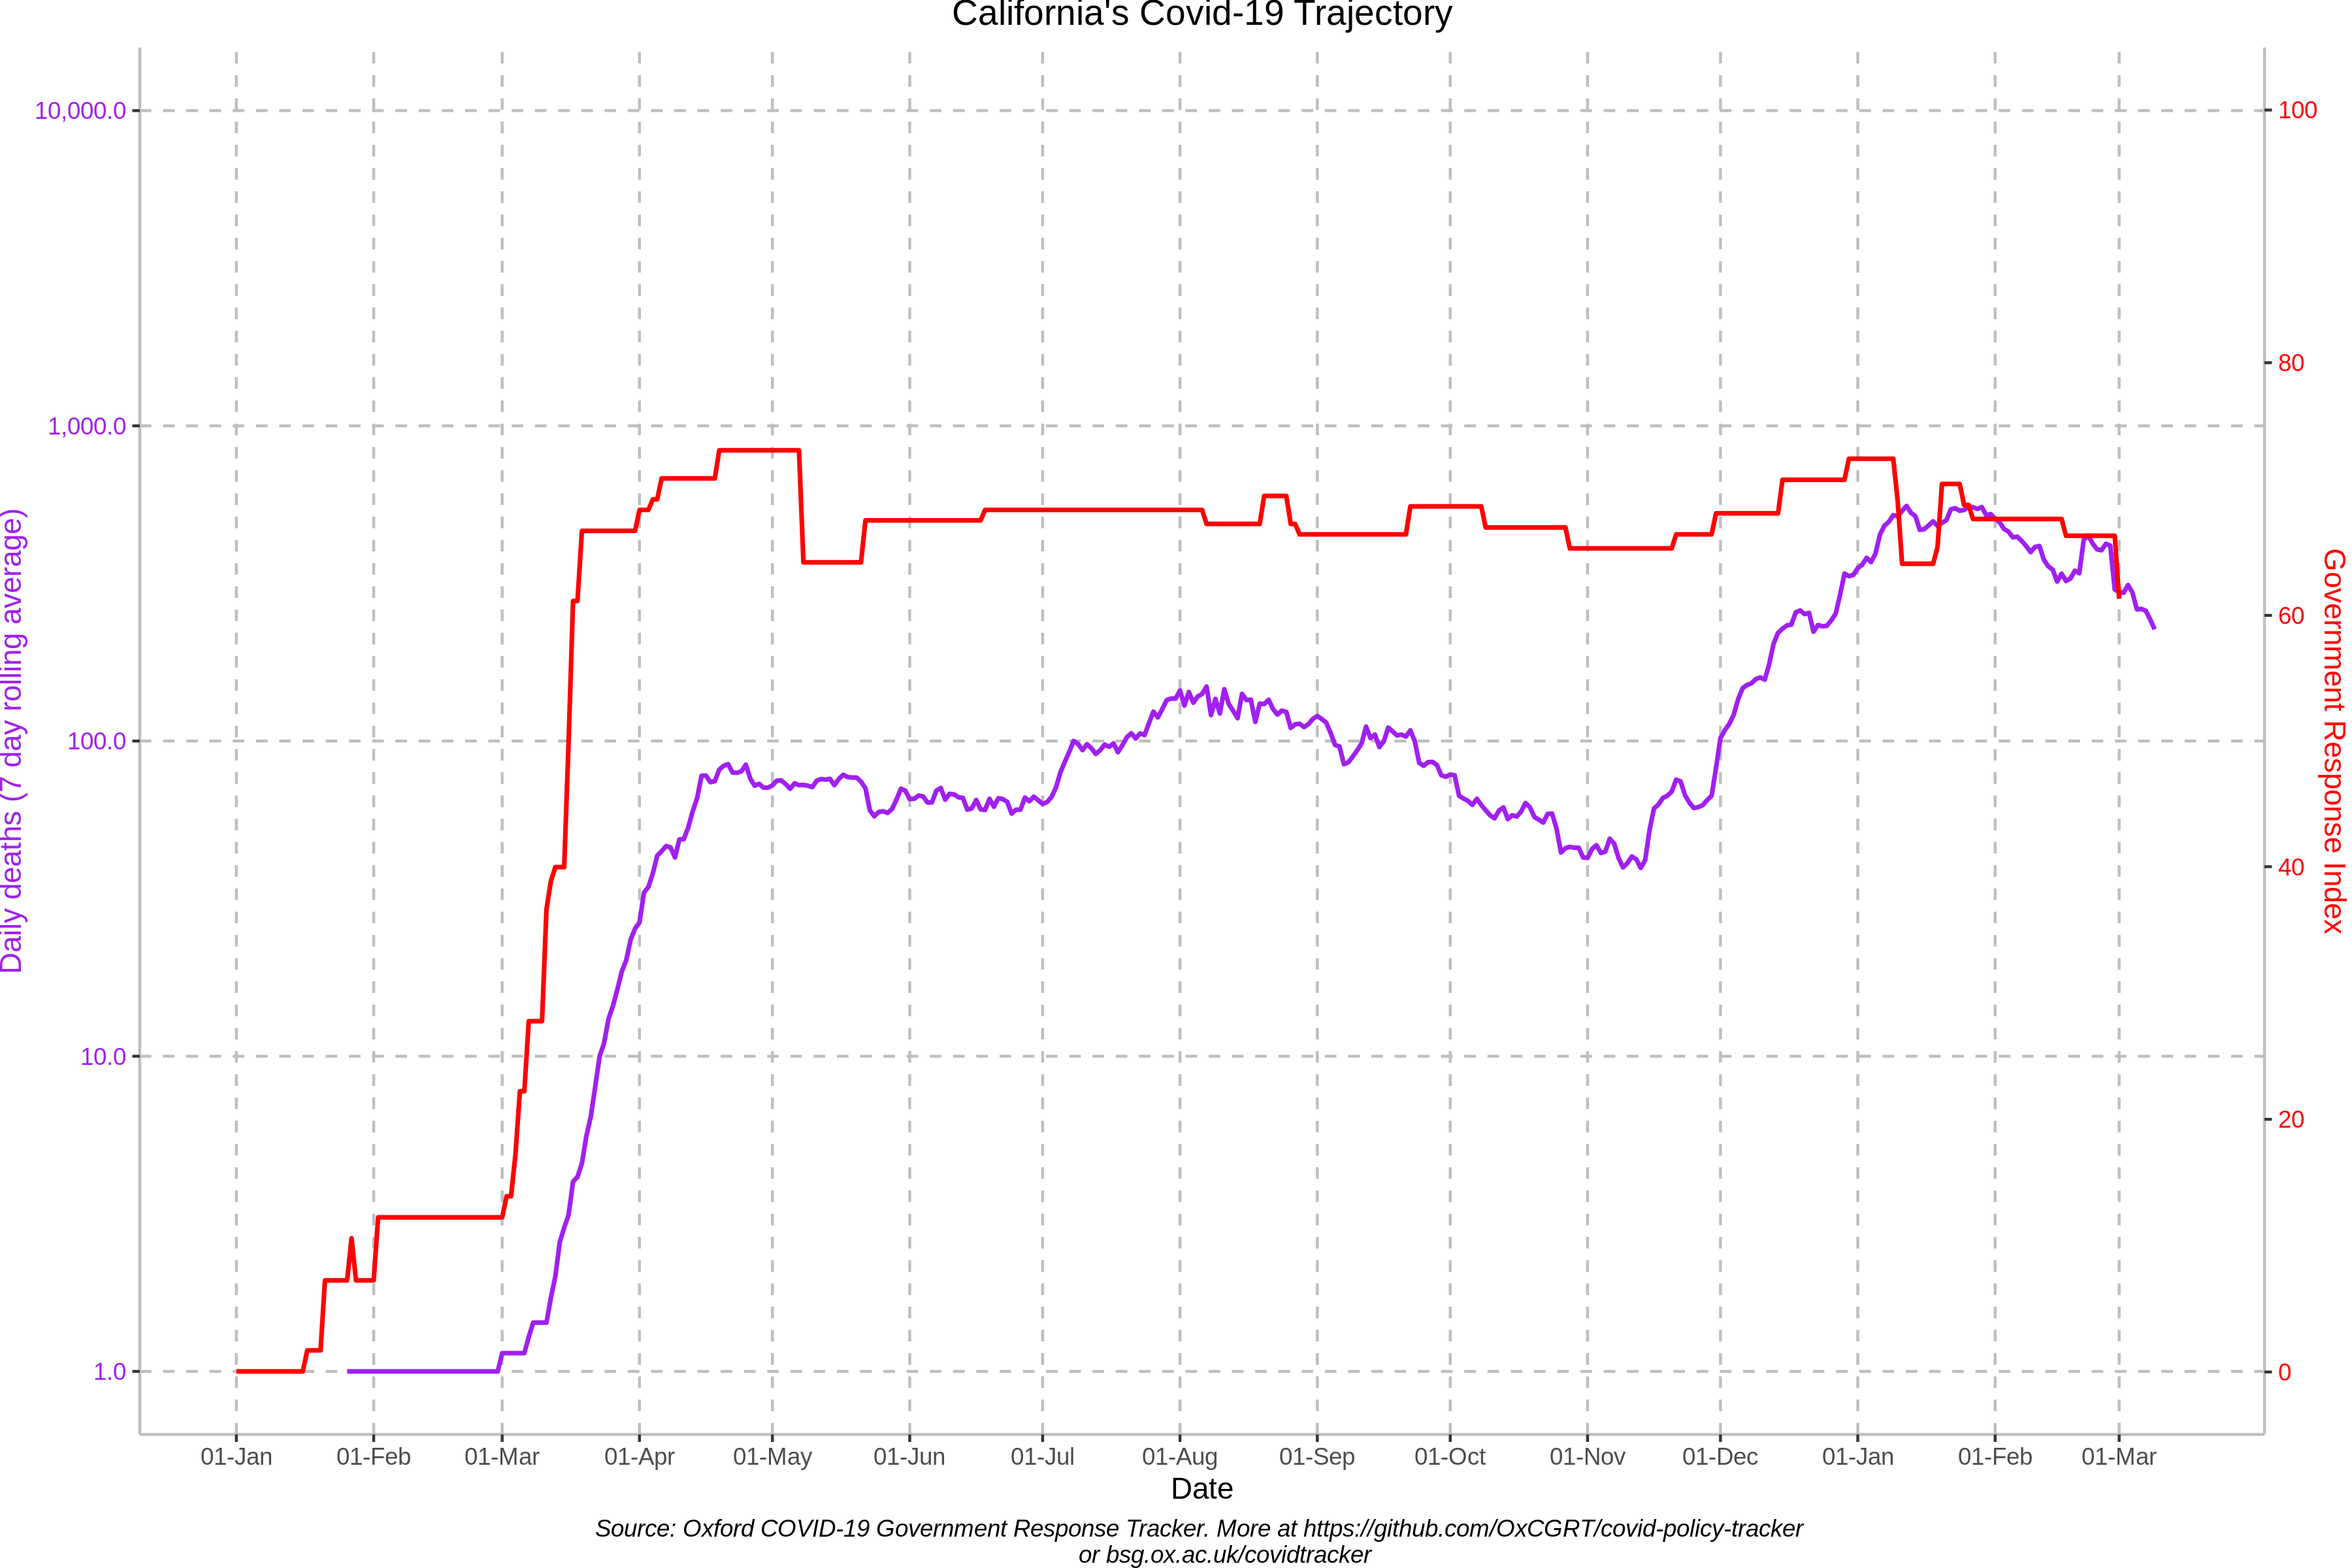 California's Covid-19 Trajectory
10,000.0
1,000.0
100.0
10.0
1.0
Daily deaths (7 day rolling average)
100
80
60
40
20
0
Government Response Index
01-Jan 01-Feb 01-Mar 01-Apr 01-May 01-Jun 01-Jul 01-Aug 01-Sep 01-Oct 01-Nov 01-Dec 01-Jan 01-Feb 01-Mar
Date
Source: Oxford COVID-19 Government Response Tracker. More at https://github.com/OxCGRT/covid-policy-tracker
or bsg.ox.ac.uk/covidtracker